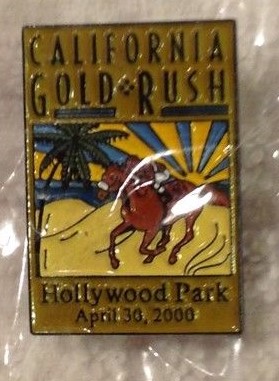 CALIFORNIA
GOLD RUSH
Hollywood Park
April 30, 2000